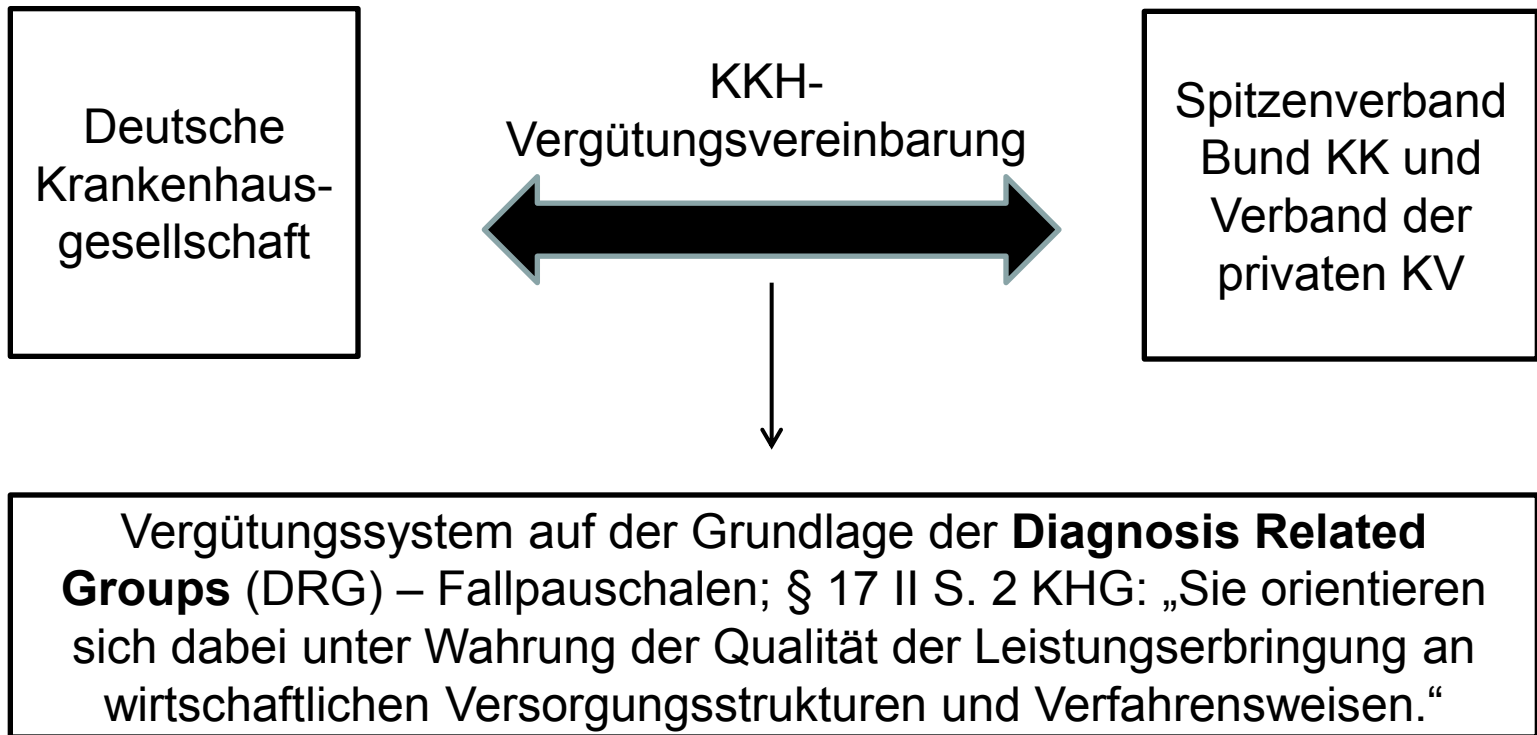 Deutsche
Krankenhaus-
gesellschaft
KKH-
Vergütungsvereinbarung
Spitzenverband
Bund KK und
Verband der
privaten KV
Vergütungssystem auf der Grundlage der Diagnosis Related
Groups (DRG) – Fallpauschalen; § 17 II S. 2 KHG: „Sie orientieren
sich dabei unter Wahrung der Qualität der Leistungserbringung an
wirtschaftlichen Versorgungsstrukturen und Verfahrensweisen.“